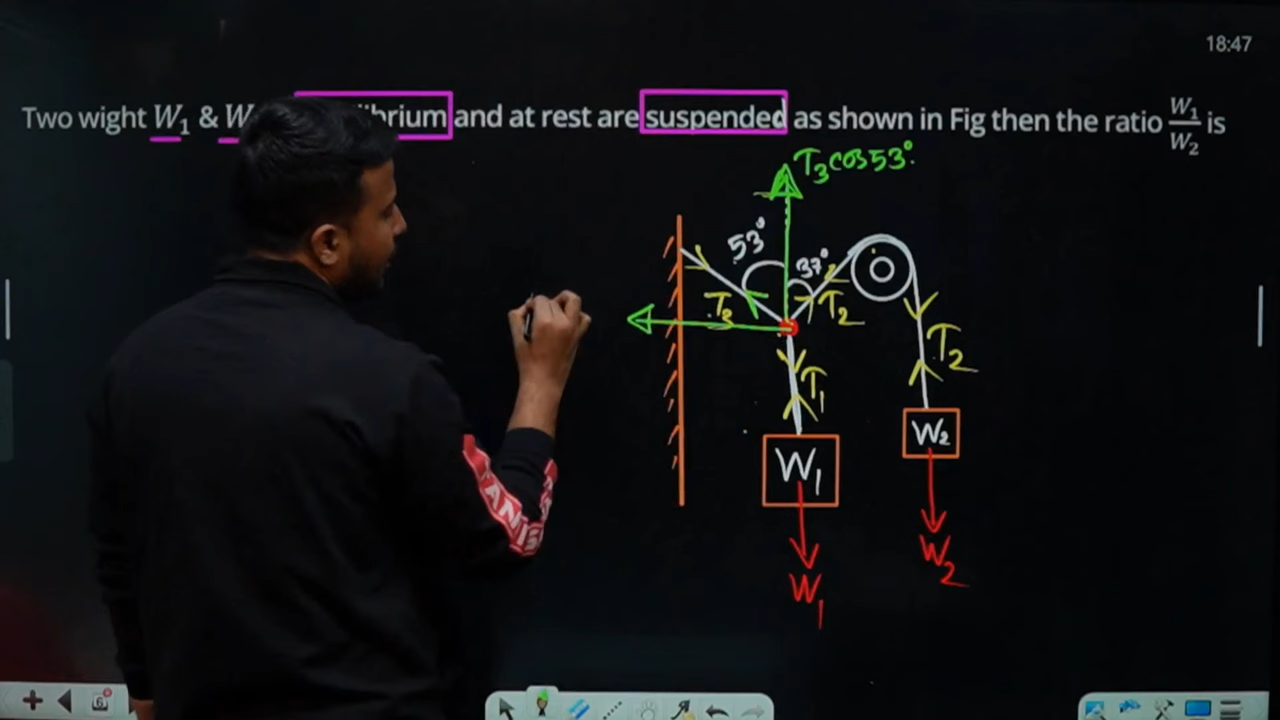 18:47
Two wight W₁ & W brium and at rest are suspended as shown in Fig then the ratio W₁/W₂ is
T₃cos53°.
53°
37°
T₃
T₂
T₂
T₁
W₂
W₁
W₂
W₁